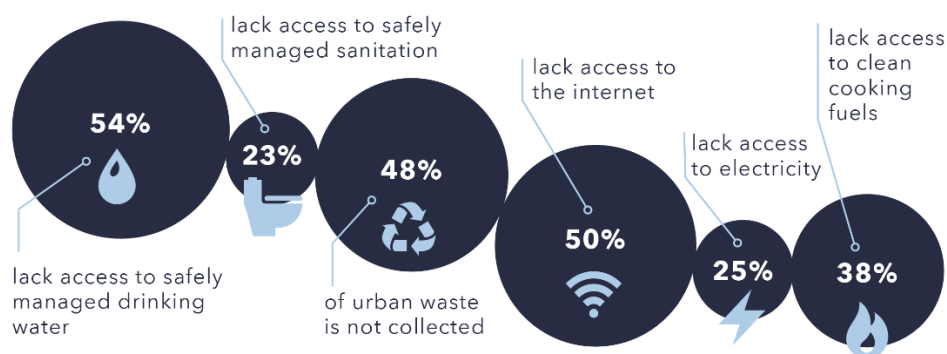 54%
lack access to safely
managed drinking
water
lack access to safely
managed sanitation
23%
48%
of urban waste
is not collected
lack access to
the internet
50%
lack access
to electricity
25%
lack access
to clean
cooking
fuels
38%